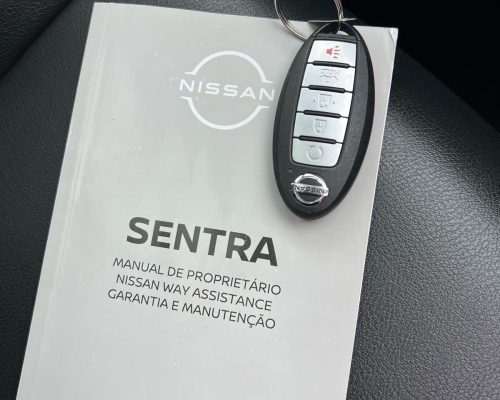 NISSAN
SENTRA
MANUAL DE PROPRIETÁRIO
NISSAN WAY ASSISTANCE
GARANTIA E MANUTENÇÃO